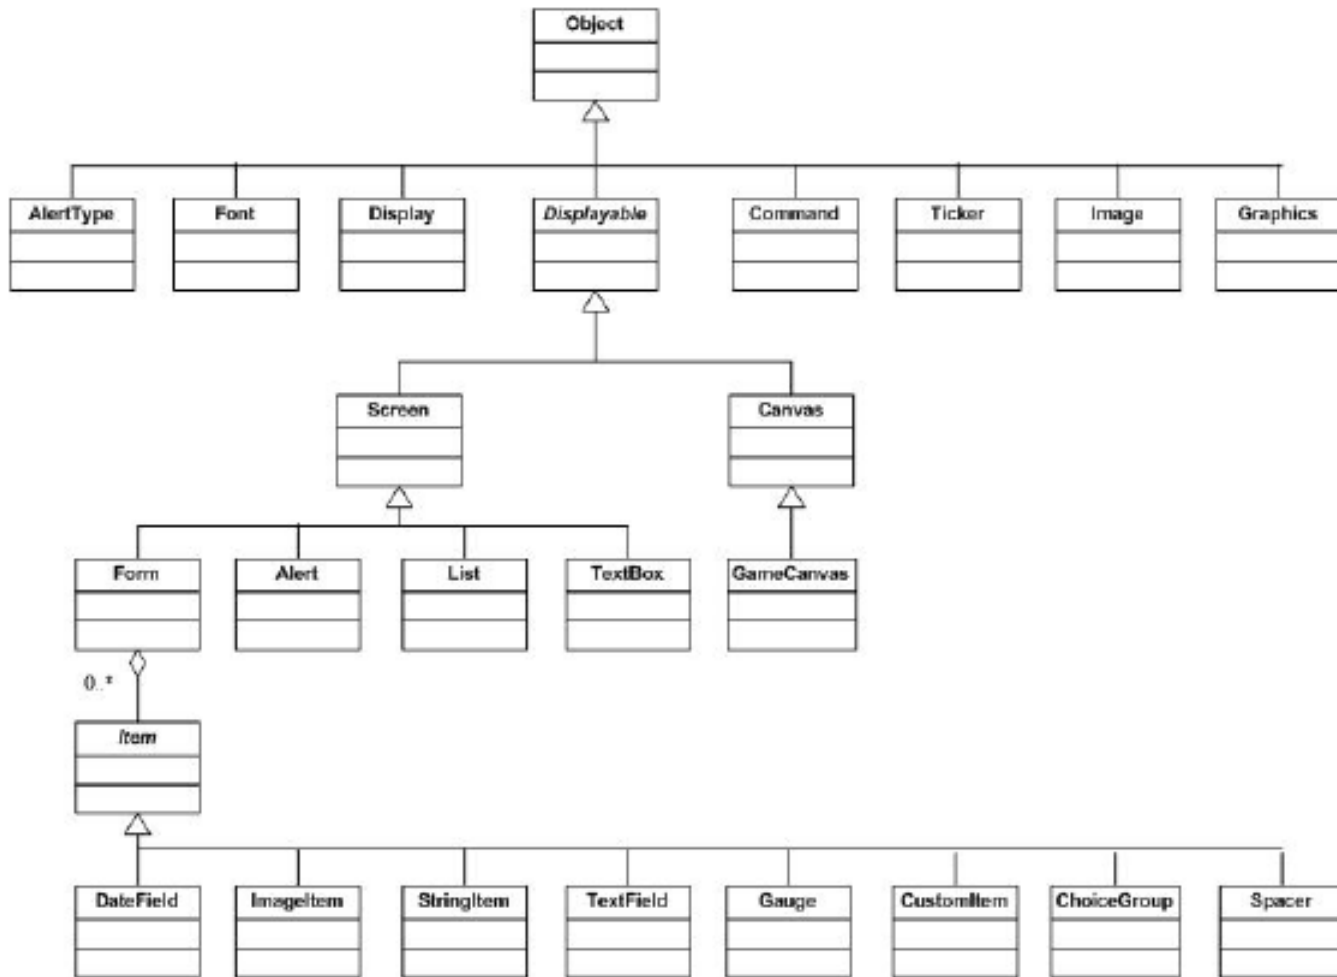 Object
AlertType Font Display Displayable Command Ticker Image Graphics
Screen Canvas
Form Alert List TextBox GameCanvas
0..*
Item
DateField ImageItem StringItem TextField Gauge CustomItem ChoiceGroup Spacer